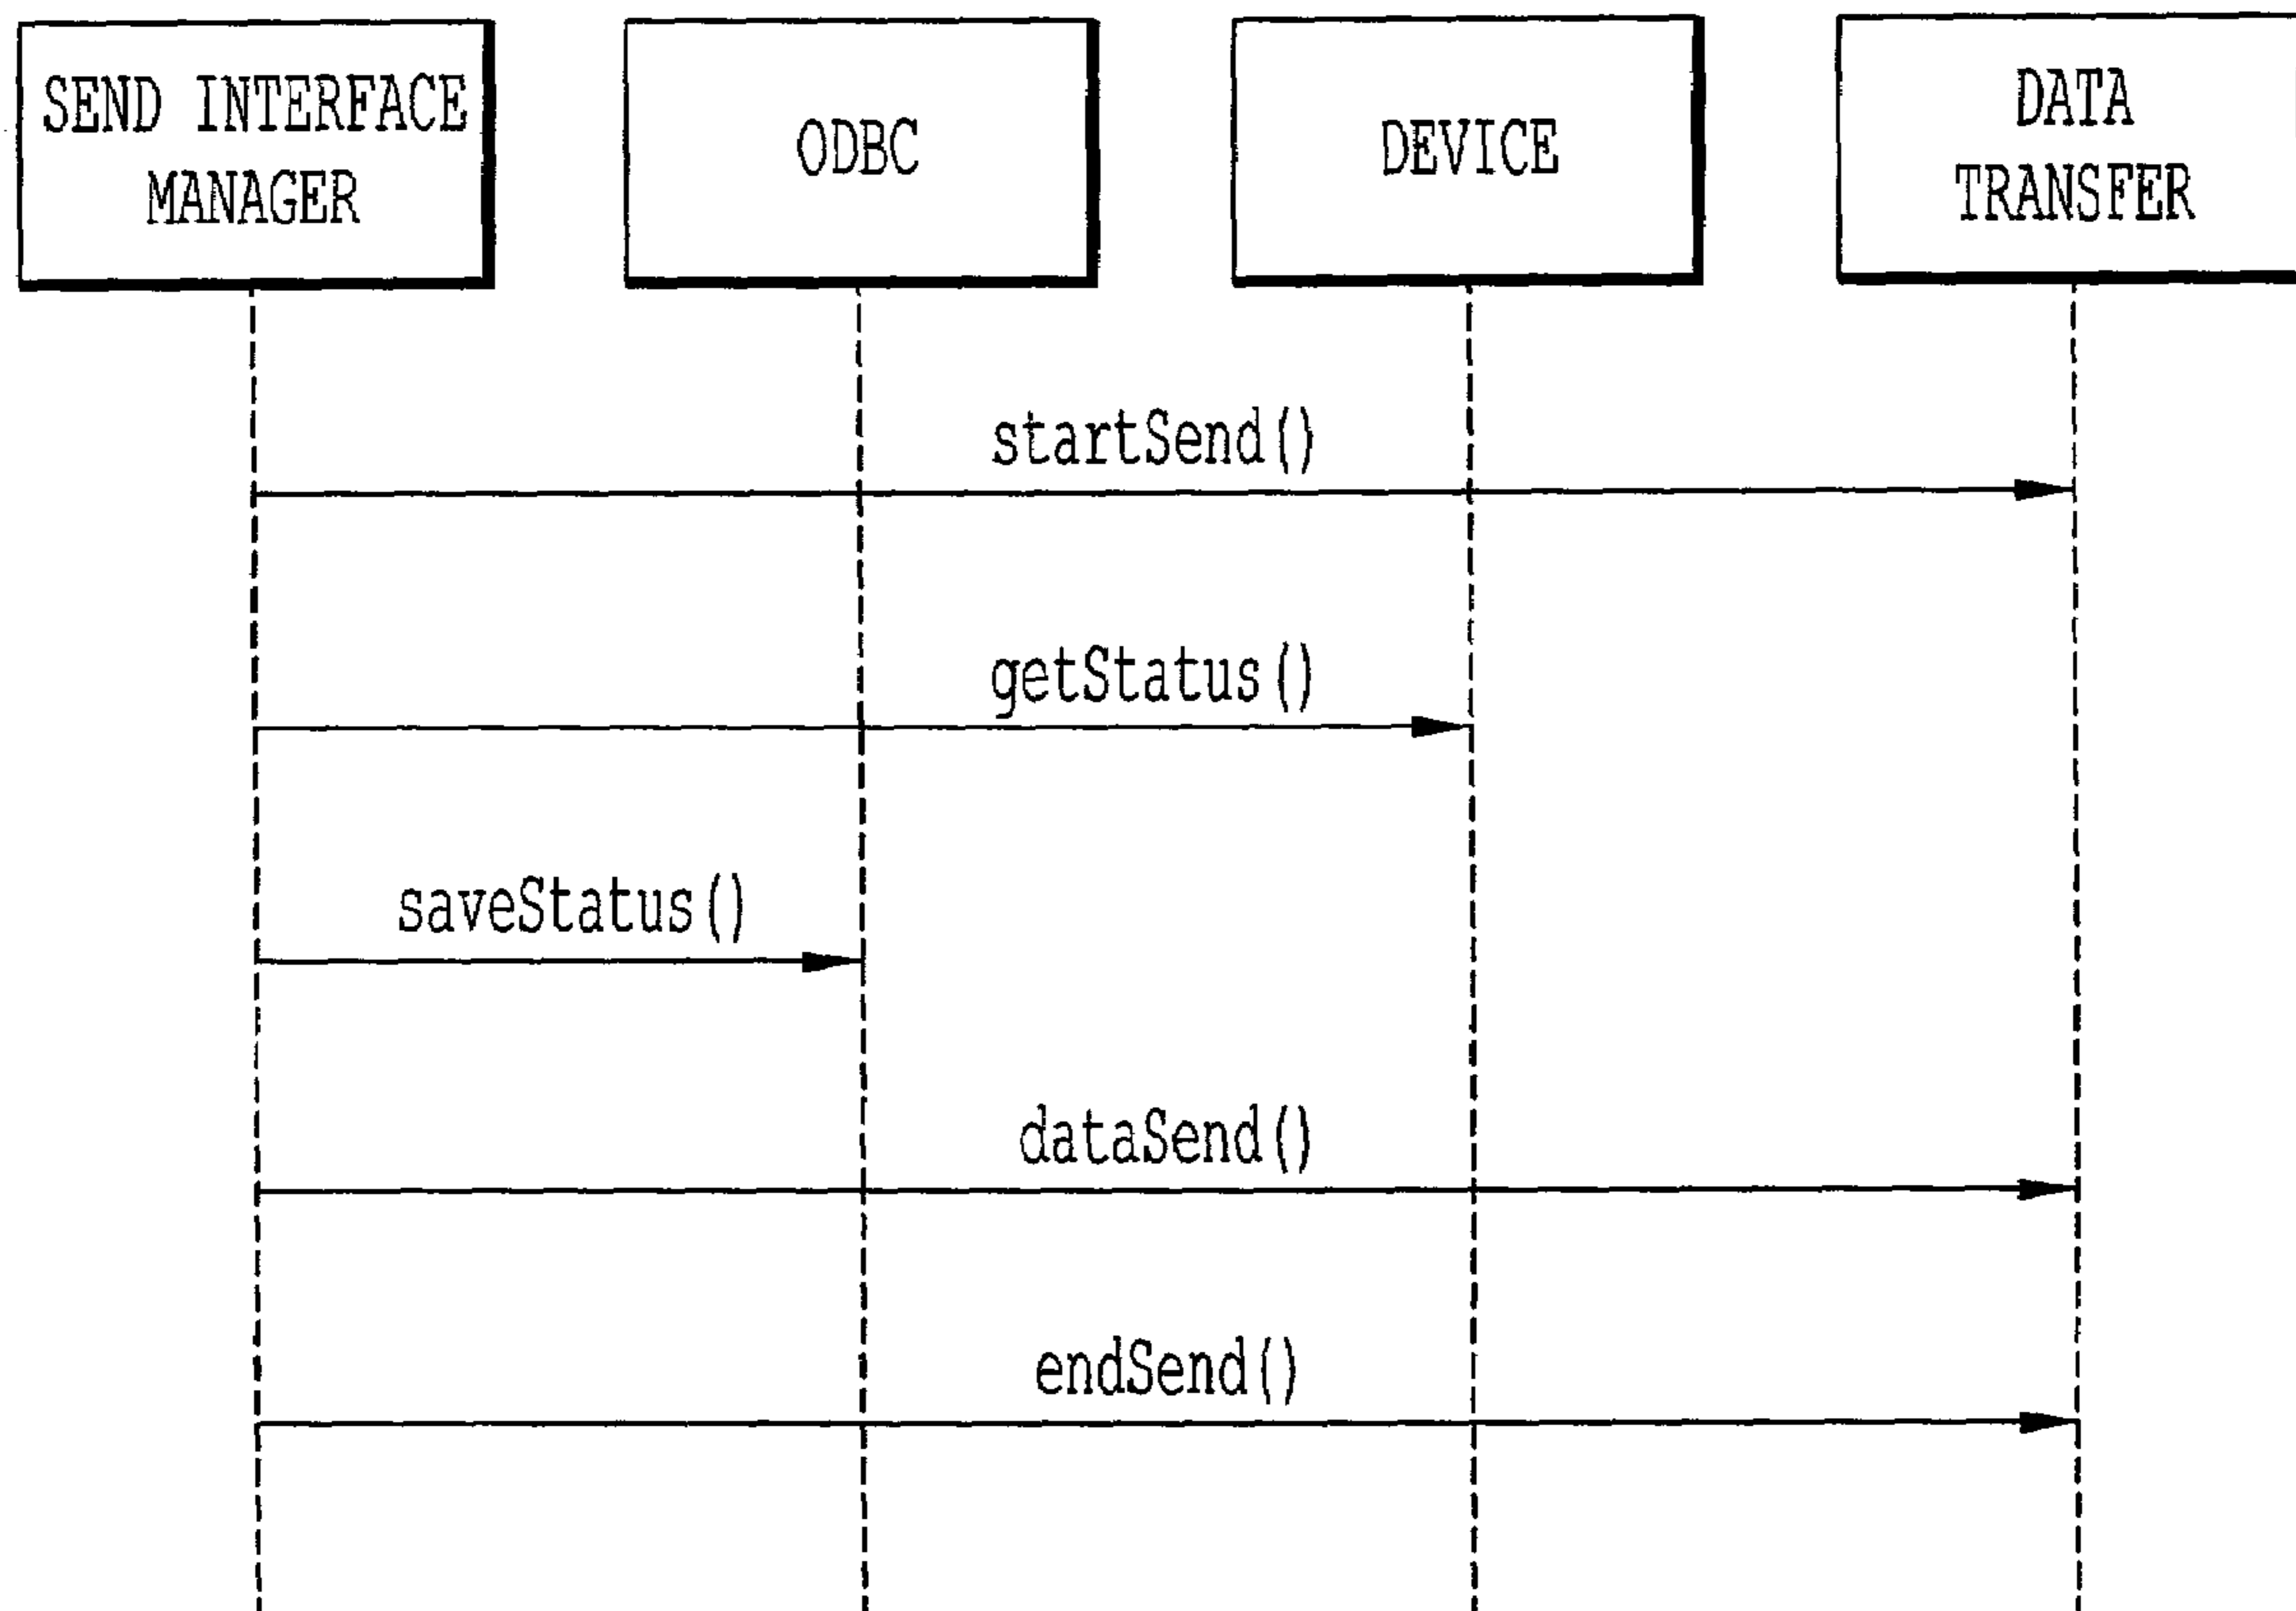 SEND INTERFACE
MANAGER
ODBC
DEVICE
DATA
TRANSFER
startSend()
getStatus()
saveStatus()
dataSend()
endSend()